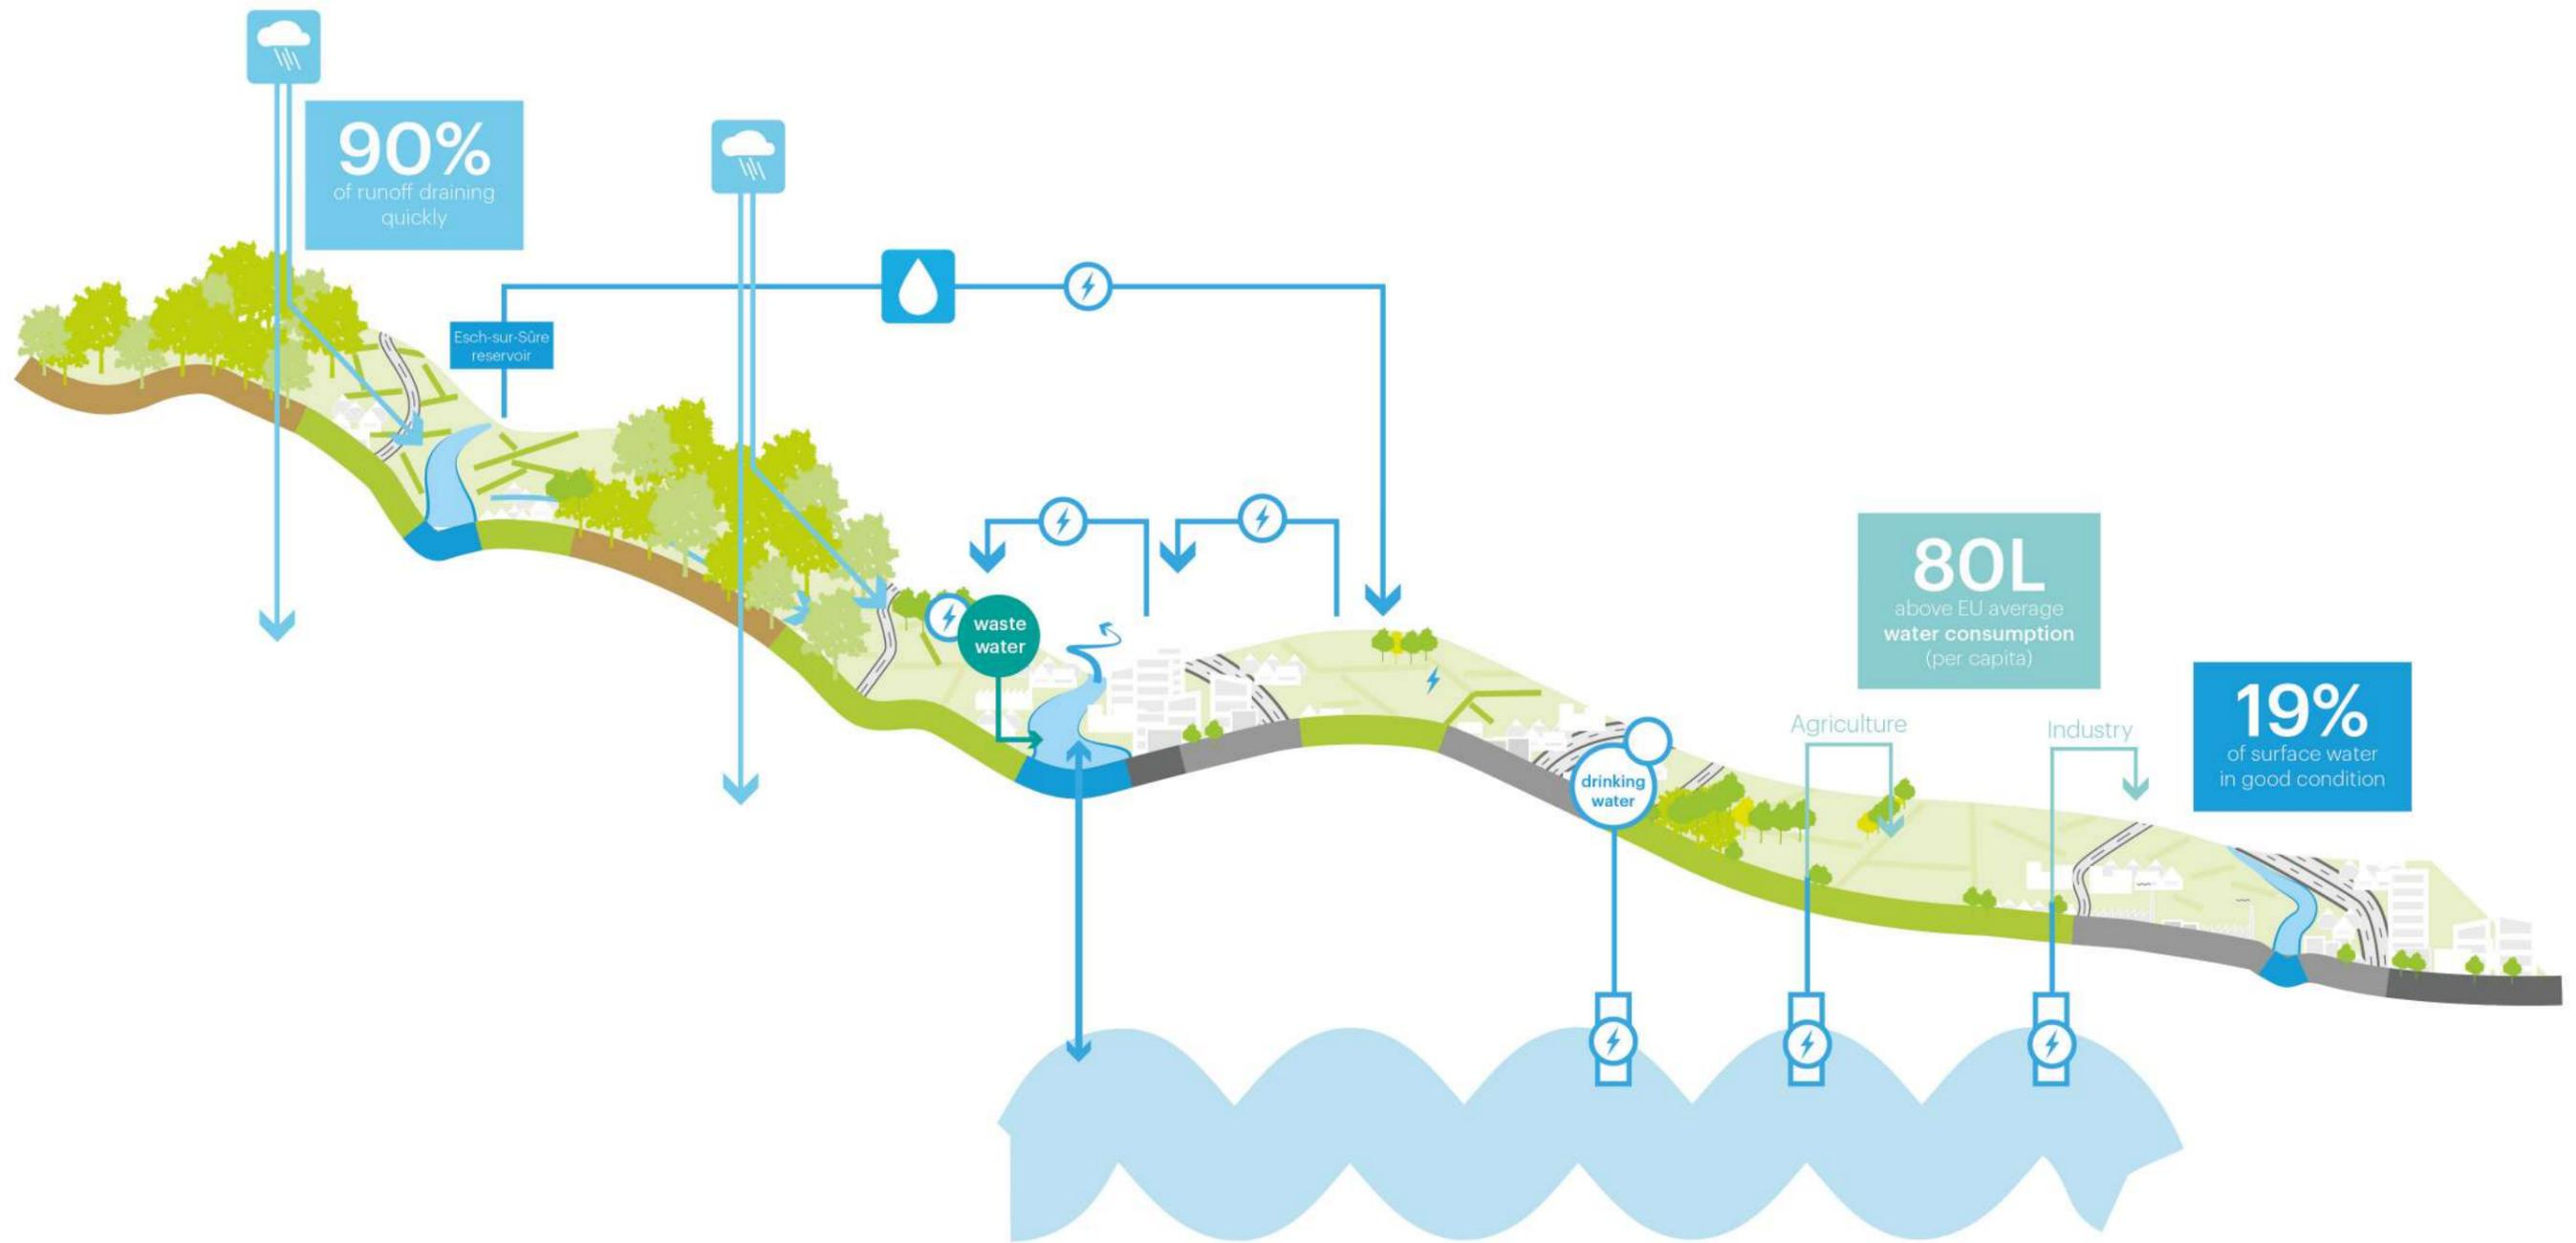 90%
of runoff draining
quickly
Esch-sur-Sûre
reservoir
waste
water
80L
above EU average
water consumption
(per capita)
19%
of surface water
in good condition
Agriculture
Industry
drinking
water